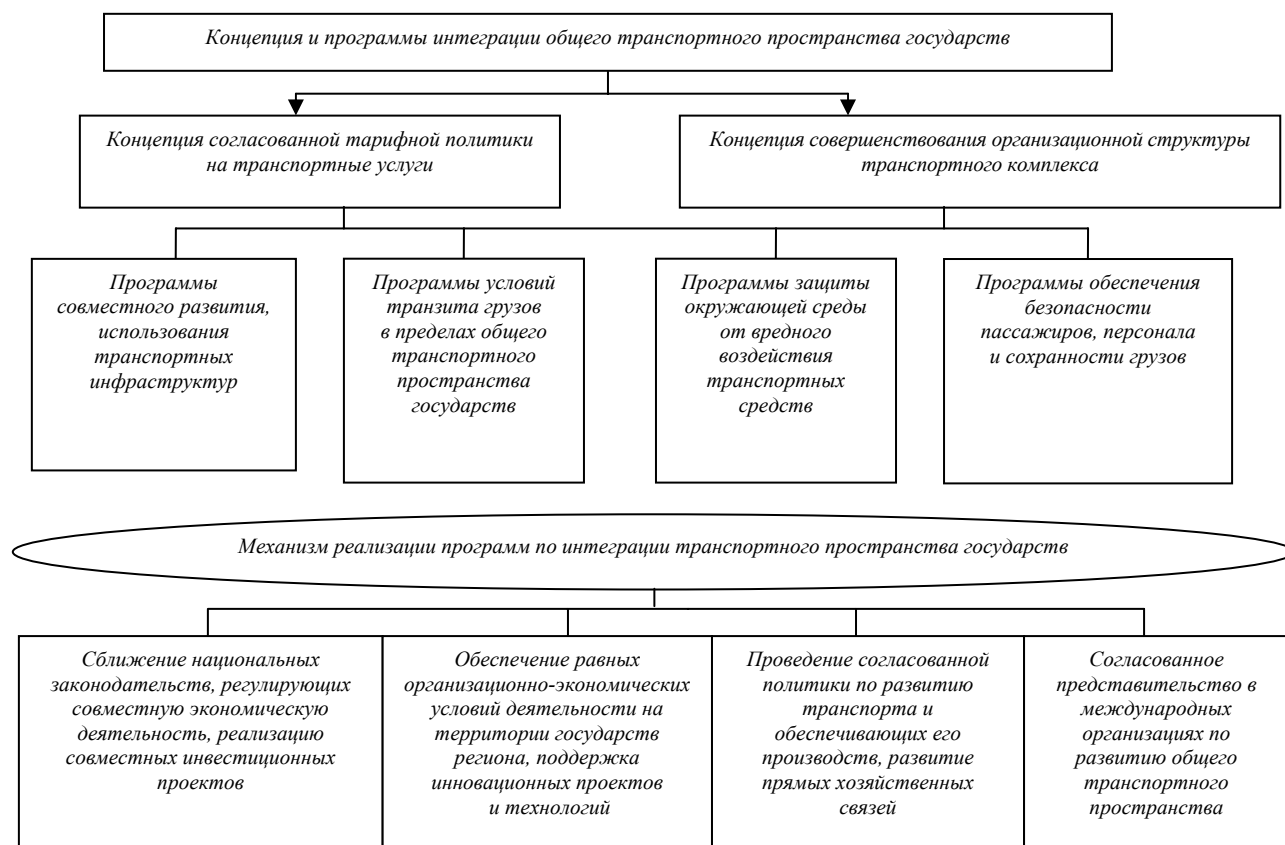 Концепция и программы интеграции общего транспортного пространства государств
Концепция согласованной тарифной политики
на транспортные услуги
Концепция совершенствования организационной структуры
транспортного комплекса
Программы
совместного развития,
использования
транспортных
инфраструктур
Программы условий
транзита грузов
в пределах общего
транспортного
пространства
государств
Программы защиты
окружающей среды
от вредного
воздействия
транспортных
средств
Программы обеспечения
безопасности
пассажиров, персонала
и сохранности грузов
Механизм реализации программ по интеграции транспортного пространства государств
Сближение национальных
законодательств, регулирующих
совместную экономическую
деятельность, реализацию
совместных инвестиционных
проектов
Обеспечение равных
организационно-экономических
условий деятельности на
территории государств
региона, поддержка
инновационных проектов
и технологий
Проведение согласованной
политики по развитию
транспорта и
обеспечивающих его
производств, развитие
прямых хозяйственных
связей
Согласованное
представительство в
международных
организациях по
развитию общего
транспортного
пространства